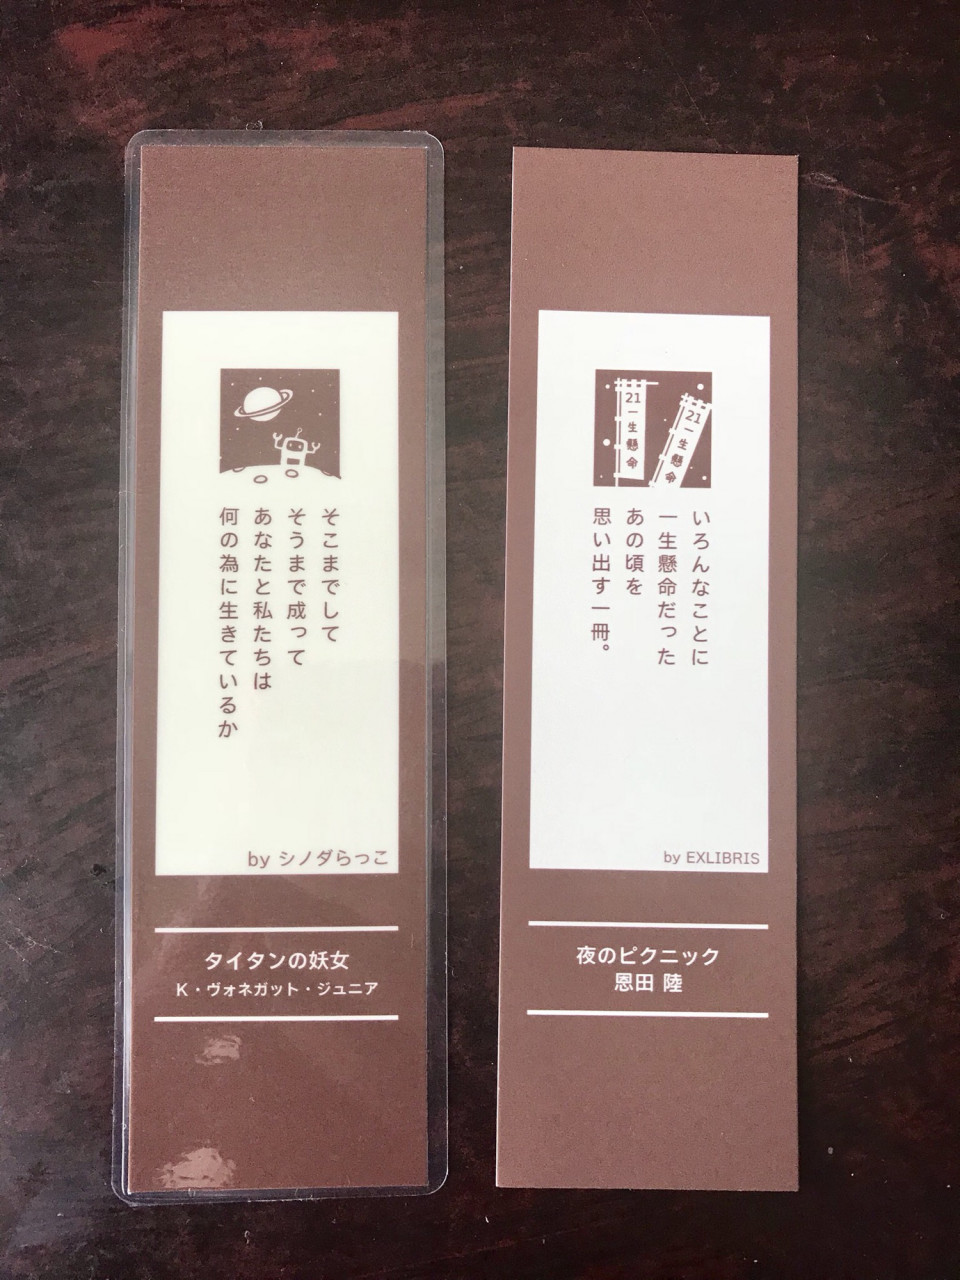 そこまでして
そうまで成って
あなたと私たちは
何の為に生きているか
by シノダらっこ
タイタンの妖女
K・ヴォネガット・ジュニア
21
一生懸命
21
一生懸命
いろんなことに
一生懸命だった
あの頃を
思い出す一冊。
by EXLIBRIS
夜のピクニック
恩田 陸